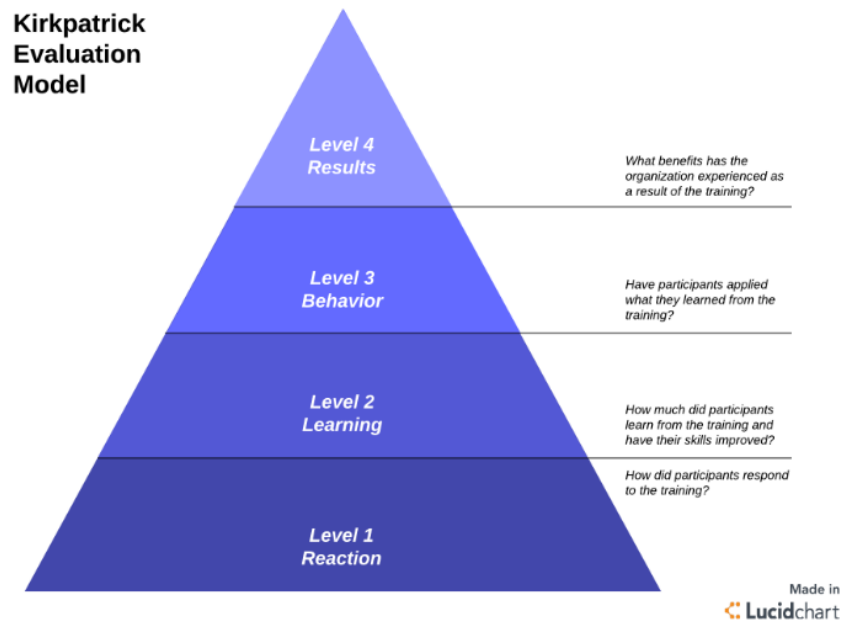 Kirkpatrick
Evaluation
Model
Level 4
Results
What benefits has the
organization experienced as
a result of the training?
Level 3
Behavior
Have participants applied
what they learned from the
training?
Level 2
Learning
How much did participants
learn from the training and
have their skills improved?
How did participants respond
to the training?
Level 1
Reaction
Made in
Lucidchart